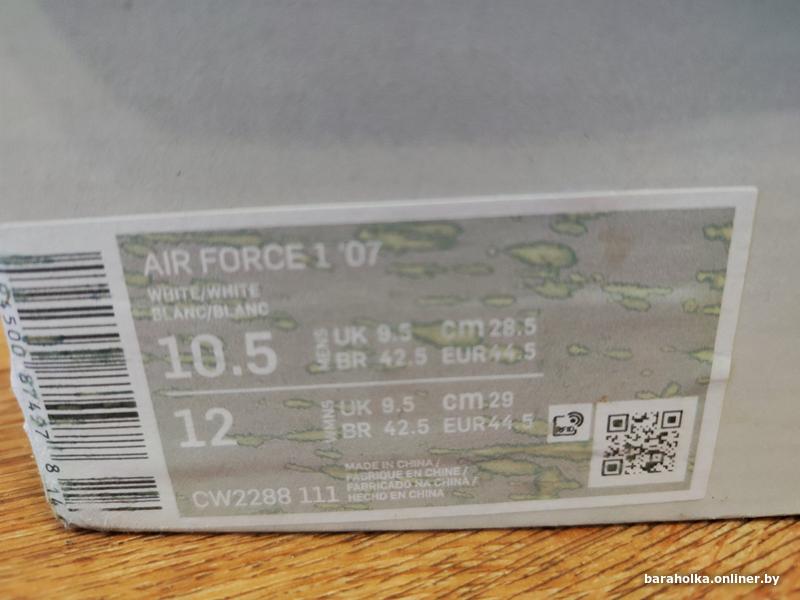 AIR FORCE 1 '07
WHITE/WHITE
BLANC/BLANC
10.5 MENS UK 9.5 cm 28.5
BR 42.5 EUR 44.5
12 WMNS UK 9.5 cm 29
BR 42.5 EUR 44.5
CW2288 111
MADE IN CHINA /
FABRIQUÉ EN CHINE /
FABRICADO NA CHINA /
HECHO EN CHINA
baraholka.onliner.by